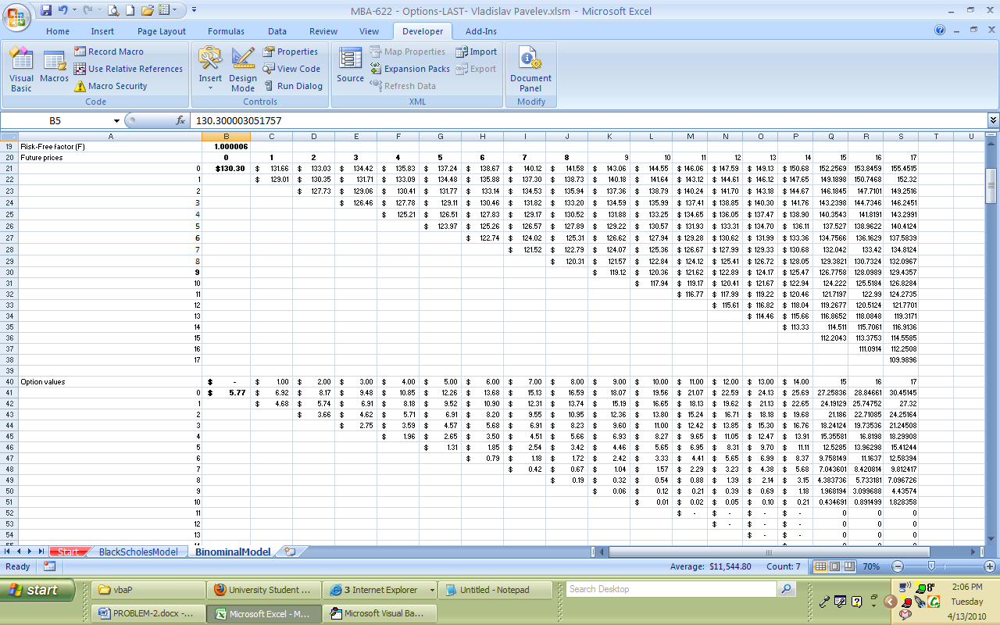 MBA-622 - Options-LAST- Vladislav Pavelev.xlsm - Microsoft Excel
Home Insert Page Layout Formulas Data Review View Developer Add-Ins
Visual Basic
Macros
Record Macro
Use Relative References
Macro Security
Code
Insert
Design Mode
Properties
View Code
Run Dialog
Controls
Source
Map Properties
Expansion Packs
Refresh Data
Import
Export
XML
Document Panel
Modify
B5 fx 130.300003051757
A B C D E F G H I J K L M N O P Q R S T U
19 Risk-Free factor (F) 1.000006
20 Future prices 0 1 2 3 4 5 6 7 8 9 10 11 12 13 14 15 16 17
21 0 $130.30 $ 131.66 $ 133.03 $ 134.42 $ 135.83 $ 137.24 $ 138.67 $ 140.12 $ 141.58 $ 143.06 $ 144.55 $ 146.06 $ 147.59 $ 149.13 $ 150.68 152.2569 153.8459 155.4515
22 1 $ 129.01 $ 130.35 $ 131.71 $ 133.09 $ 134.48 $ 135.88 $ 137.30 $ 138.73 $ 140.18 $ 141.64 $ 143.12 $ 144.61 $ 146.12 $ 147.65 149.1898 150.7468 152.32
23 2 $ 127.73 $ 129.06 $ 130.41 $ 131.77 $ 133.14 $ 134.53 $ 135.94 $ 137.36 $ 138.79 $ 140.24 $ 141.70 $ 143.18 $ 144.67 146.1845 147.7101 149.2516
24 3 $ 126.46 $ 127.78 $ 129.11 $ 130.46 $ 131.82 $ 133.20 $ 134.59 $ 135.99 $ 137.41 $ 138.85 $ 140.30 $ 141.76 143.2398 144.7346 146.2451
25 4 $ 125.21 $ 126.51 $ 127.83 $ 129.17 $ 130.52 $ 131.88 $ 133.25 $ 134.65 $ 136.05 $ 137.47 $ 138.90 140.3543 141.8191 143.2991
26 5 $ 123.97 $ 125.26 $ 126.57 $ 127.89 $ 129.22 $ 130.57 $ 131.93 $ 133.31 $ 134.70 $ 136.11 137.527 138.9622 140.4124
27 6 $ 122.74 $ 124.02 $ 125.31 $ 126.62 $ 127.94 $ 129.28 $ 130.62 $ 131.99 $ 133.36 134.7566 136.1629 137.5839
28 7 $ 121.52 $ 122.79 $ 124.07 $ 125.36 $ 126.67 $ 127.99 $ 129.33 $ 130.68 132.042 133.42 134.8124
29 8 $ 120.31 $ 121.57 $ 122.84 $ 124.12 $ 125.41 $ 126.72 $ 128.05 129.3821 130.7324 132.0967
30 9 $ 119.12 $ 120.36 $ 121.62 $ 122.89 $ 124.17 $ 125.47 126.7758 128.0989 129.4357
31 10 $ 117.94 $ 119.17 $ 120.41 $ 121.67 $ 122.94 124.222 125.5184 126.8284
32 11 $ 116.77 $ 117.99 $ 119.22 $ 120.46 121.7197 122.99 124.2735
33 12 $ 115.61 $ 116.82 $ 118.04 119.2677 120.5124 121.7701
34 13 $ 114.46 $ 115.66 116.8652 118.0848 119.3171
35 14 $ 113.33 114.511 115.7061 116.9136
36 15 112.2043 113.3753 114.5585
37 16 111.0914 112.2508
38 17 109.9896
39
40 Option values $ - $ 1.00 $ 2.00 $ 3.00 $ 4.00 $ 5.00 $ 6.00 $ 7.00 $ 8.00 $ 9.00 $ 10.00 $ 11.00 $ 12.00 $ 13.00 $ 14.00 15 16 17
41 0 $ 5.77 $ 6.92 $ 8.17 $ 9.48 $ 10.85 $ 12.26 $ 13.68 $ 15.13 $ 16.59 $ 18.07 $ 19.56 $ 21.07 $ 22.59 $ 24.13 $ 25.69 27.25836 28.84661 30.45145
42 1 $ 4.68 $ 5.74 $ 6.91 $ 8.18 $ 9.52 $ 10.90 $ 12.31 $ 13.74 $ 15.19 $ 16.65 $ 18.13 $ 19.62 $ 21.13 $ 22.65 24.19129 25.74752 27.32
43 2 $ 3.66 $ 4.62 $ 5.71 $ 6.91 $ 8.20 $ 9.55 $ 10.95 $ 12.36 $ 13.80 $ 15.24 $ 16.71 $ 18.18 $ 19.68 21.186 22.71085 24.25164
44 3 $ 2.75 $ 3.59 $ 4.57 $ 5.68 $ 6.91 $ 8.23 $ 9.60 $ 11.00 $ 12.42 $ 13.85 $ 15.30 $ 16.76 18.24124 19.73536 21.24508
45 4 $ 1.96 $ 2.65 $ 3.50 $ 4.51 $ 5.66 $ 6.93 $ 8.27 $ 9.65 $ 11.05 $ 12.47 $ 13.91 15.35581 16.8198 18.29908
46 5 $ 1.31 $ 1.85 $ 2.54 $ 3.42 $ 4.46 $ 5.65 $ 6.95 $ 8.31 $ 9.70 $ 11.11 12.5285 13.96298 15.41244
47 6 $ 0.79 $ 1.18 $ 1.72 $ 2.42 $ 3.33 $ 4.41 $ 5.65 $ 6.99 $ 8.37 9.758149 11.1637 12.58394
48 7 $ 0.42 $ 0.67 $ 1.04 $ 1.57 $ 2.29 $ 3.23 $ 4.38 $ 5.68 7.043601 8.420814 9.812417
49 8 $ 0.19 $ 0.32 $ 0.54 $ 0.88 $ 1.39 $ 2.14 $ 3.15 4.383736 5.733181 7.096726
50 9 $ 0.06 $ 0.12 $ 0.21 $ 0.39 $ 0.69 $ 1.18 1.968194 3.099688 4.43574
51 10 $ 0.01 $ 0.02 $ 0.05 $ 0.10 $ 0.21 0.434691 0.891499 1.828358
52 11 $ - $ - $ - $ - 0 0 0
53 12 $ - $ - $ - 0 0 0
54 13 $ - $ - 0 0 0
Start BlackScholesModel BinominalModel
Ready Average: $11,544.80 Count: 7 70%
start vbaP University Student ... 3 Internet Explorer Untitled - Notepad Search Desktop 2:06 PM
PROBLEM-2.docx -... Microsoft Excel - M... Microsoft Visual Ba... Tuesday
4/13/2010